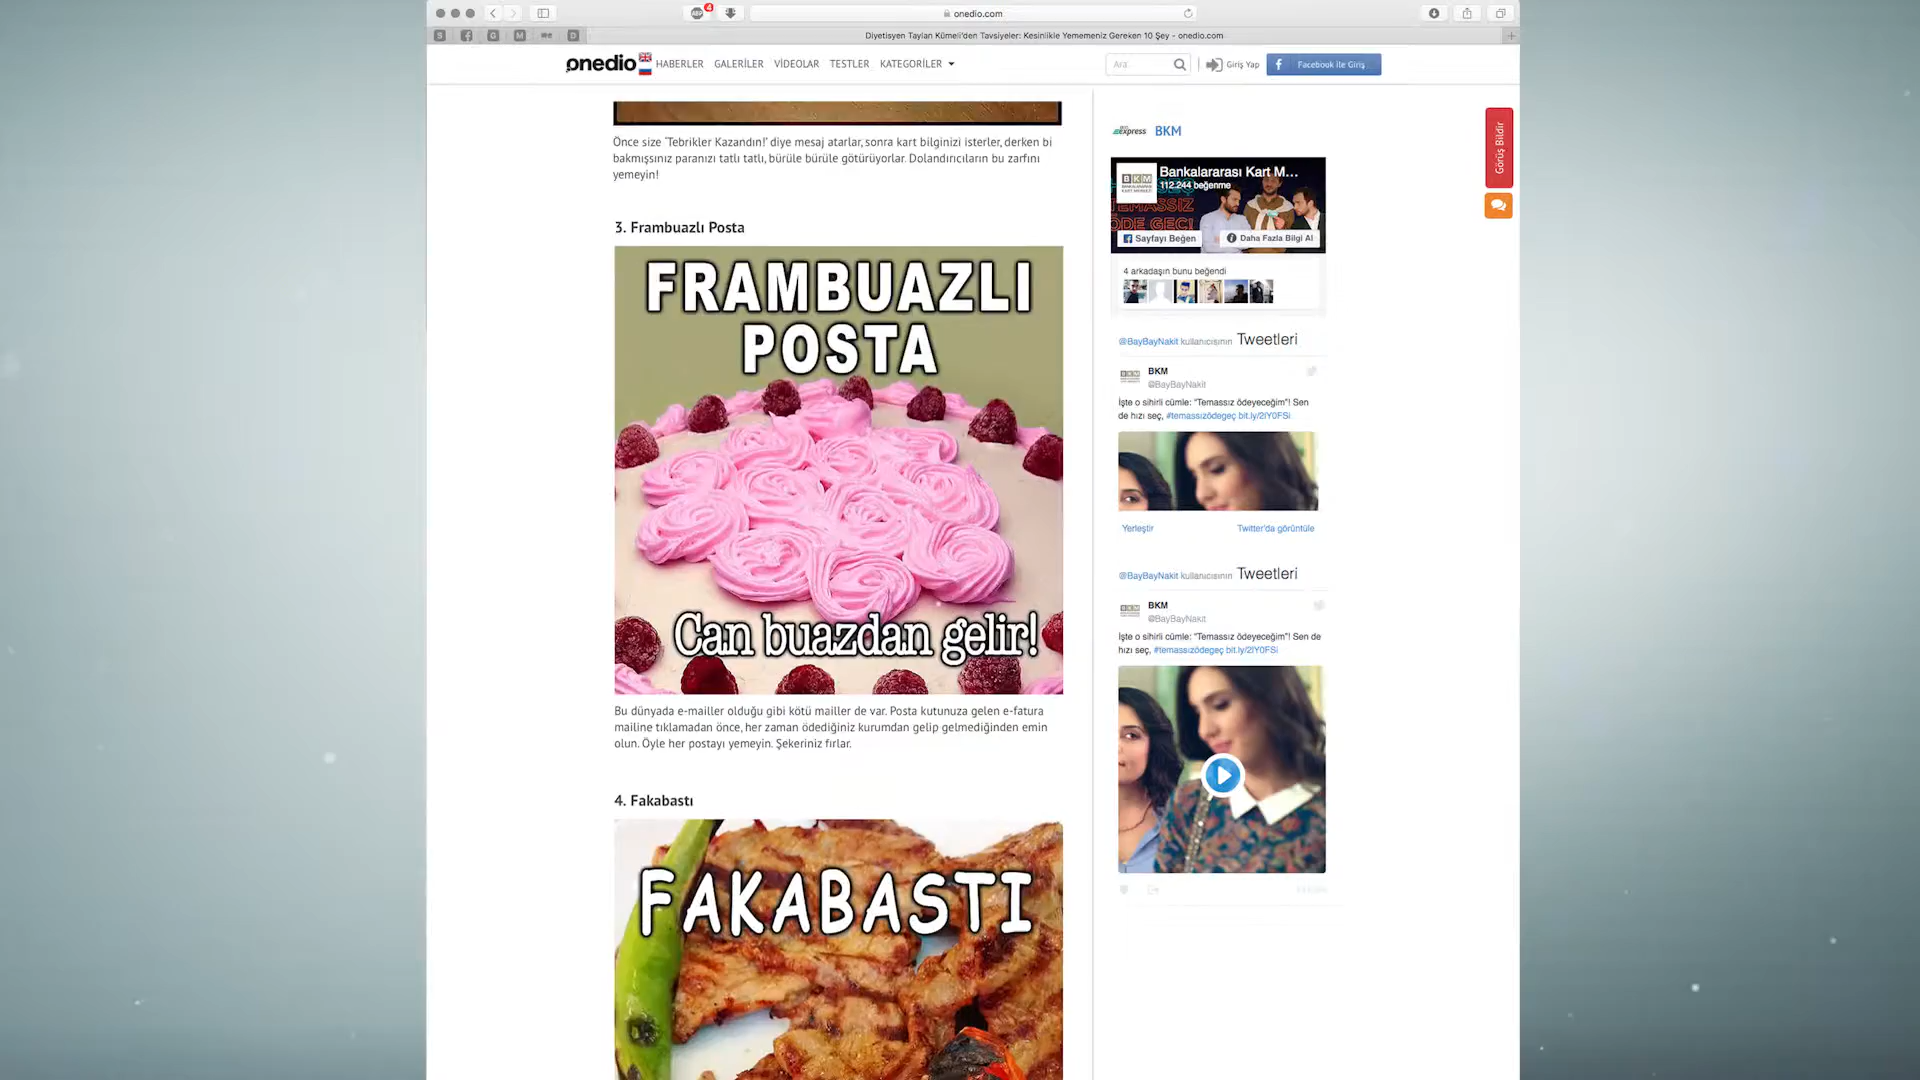 ABP
4
onedio.com
S
G
M
D
Diyetisyen Taylan Kümeli'den Tavsiyeler: Kesinlikle Yememeniz Gereken 10 Şey - onedio.com
onedio
HABERLER
GALERİLER
VİDEOLAR
TESTLER
KATEGORİLER
Ara
Giriş Yap
Facebook ile Giriş
Önce size 'Tebrikler Kazandın!' diye mesaj atarlar, sonra kart bilginizi isterler, derken bi
bakmışsınız paranızı tatlı tatlı, bürüle bürüle götürüyorlar. Dolandırıcıların bu zarfını
yemeyin!
3. Frambuazlı Posta
FRAMBUAZLI
POSTA
Can buazdan gelir!
Bu dünyada e-mailler olduğu gibi kötü mailler de var. Posta kutunuza gelen e-fatura
mailine tıklamadan önce, her zaman ödediğiniz kurumdan gelip gelmediğinden emin
olun. Öyle her postayı yemeyin. Şekeriniz fırlar.
4. Fakabastı
FAKABASTI
express
BKM
BKM
Bankalararası Kart M...
112.244 beğenme
TEMASSIZ
ÖDE GEÇ!
Sayfayı Beğen
Daha Fazla Bilgi Al
4 arkadaşın bunu beğendi
@BayBayNakit kullanıcısının Tweetleri
BKM
@BayBayNakit
İşte o sihirli cümle: "Temassız ödeyeceğim"! Sen
de hızı seç, #temassızödegeç bit.ly/2lY0FSi
Yerleştir
Twitter'da görüntüle
@BayBayNakit kullanıcısının Tweetleri
BKM
@BayBayNakit
İşte o sihirli cümle: "Temassız ödeyeceğim"! Sen de
hızı seç, #temassızödegeç bit.ly/2lY0FSi
Görüş Bildir